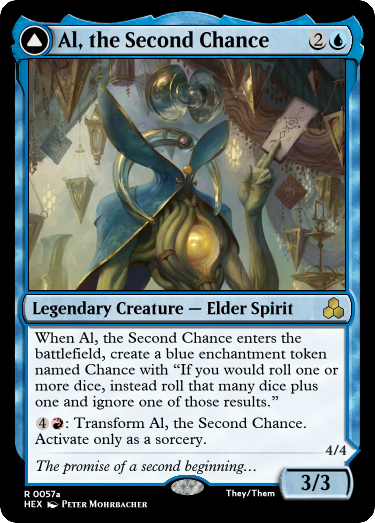 Al, the Second Chance 2
Legendary Creature — Elder Spirit
When Al, the Second Chance enters the
battlefield, create a blue enchantment token
named Chance with “If you would roll one or
more dice, instead roll that many dice plus
one and ignore one of those results.”
4: Transform Al, the Second Chance.
Activate only as a sorcery.
4/4
The promise of a second beginning…
3/3
R 0057a
They/Them
HEX Peter Mohrbacher